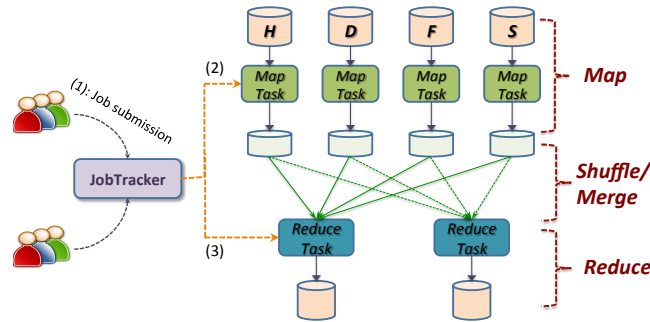 H D F S
(1): Job submission
(2)
Map
Task
Map
Task
Map
Task
Map
Task
Map
JobTracker
Shuffle/
Merge
(3)
Reduce
Task
Reduce
Task
Reduce